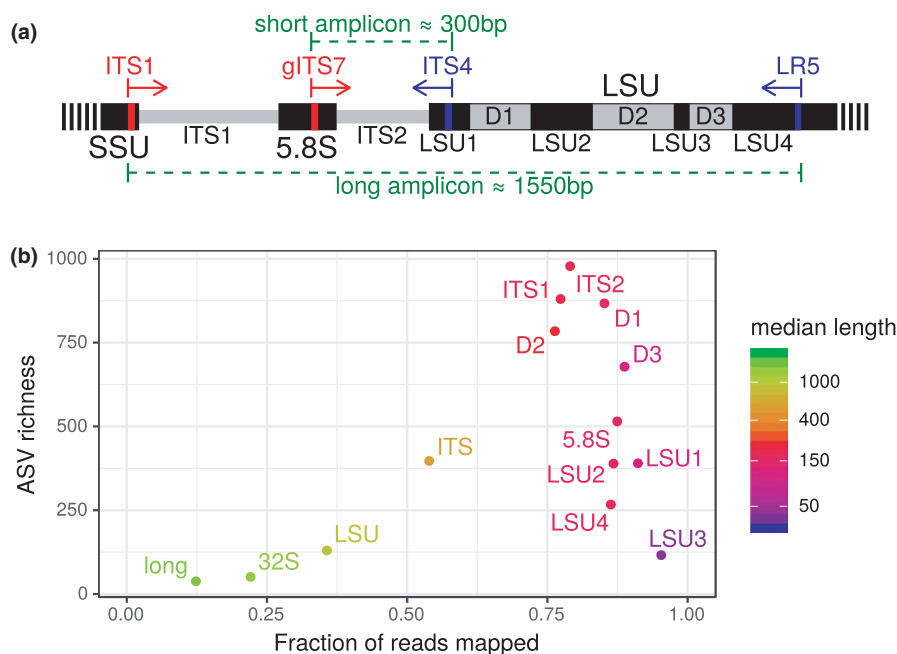 (a)
short amplicon ≈ 300bp
ITS1 gITS7 ITS4 LSU LR5
D1 D2 D3
SSU ITS1 5.8S ITS2 LSU1 LSU2 LSU3 LSU4
long amplicon ≈ 1550bp
(b)
1000
750
500
250
0
ASV richness
ITS2
ITS1
D1
D2
D3
5.8S
ITS
LSU1
LSU2
LSU4
LSU
LSU3
32S
long
0.00 0.25 0.50 0.75 1.00
Fraction of reads mapped
median length
1000
400
150
50